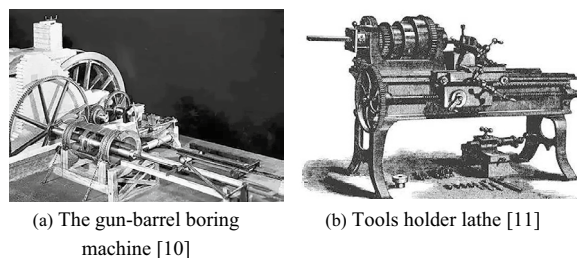 (a) The gun-barrel boring
machine [10]
(b) Tools holder lathe [11]